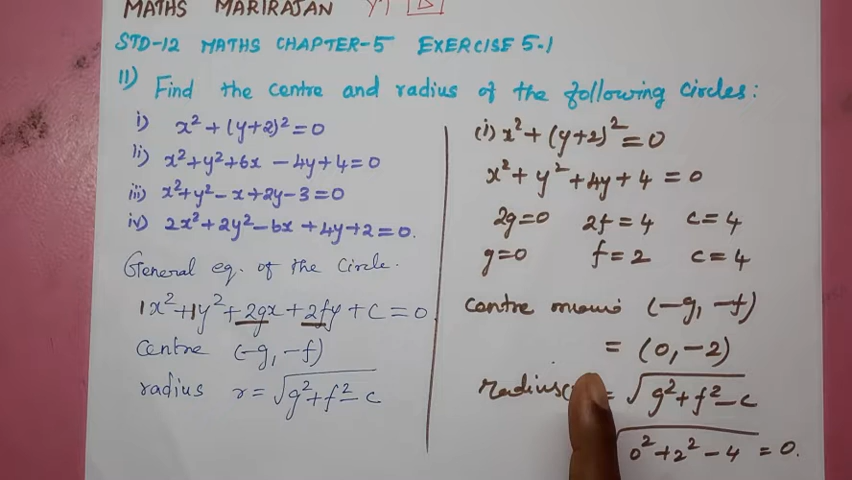 MATHS MARIRAJAN
STD-12 MATHS CHAPTER-5 EXERCISE 5.1
11) Find the centre and radius of the following circles:
i) x² + (y+2)² = 0
ii) x² + y² + 6x - 4y + 4 = 0
iii) x² + y² - x + 2y - 3 = 0
iv) 2x² + 2y² - 6x + 4y + 2 = 0.
General eq. of the Circle.
1x² + 1y² + 2gx + 2fy + c = 0
Centre (-g, -f)
radius r = √g² + f² - c
(i) x² + (y+2)² = 0
x² + y² + 4y + 4 = 0
2g=0 2f=4 c=4
g=0 f=2 c=4
centre (-g, -f)
= (0, -2)
radius = √g² + f² - c
√0² + 2² - 4 = 0.